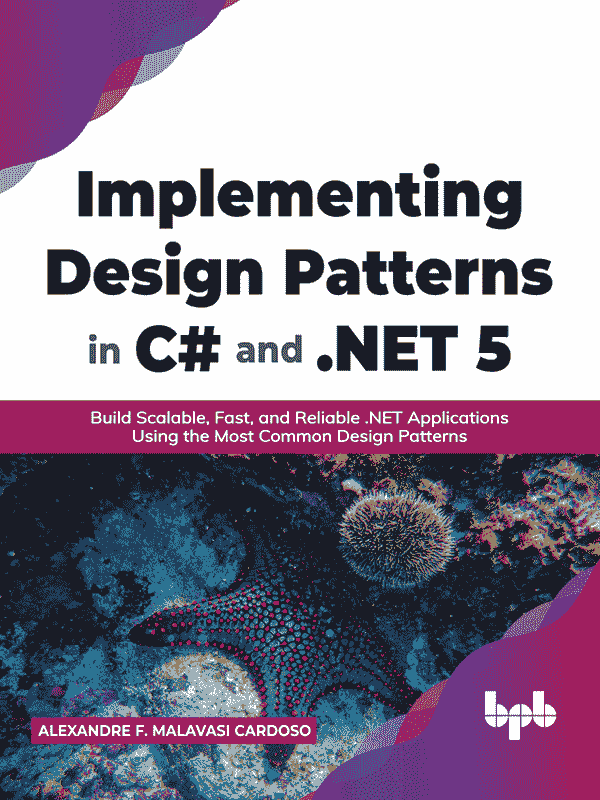 Implementing
Design Patterns
in C# and .NET 5
Build Scalable, Fast, and Reliable .NET Applications
Using the Most Common Design Patterns
ALEXANDRE F. MALAVASI CARDOSO
bpb